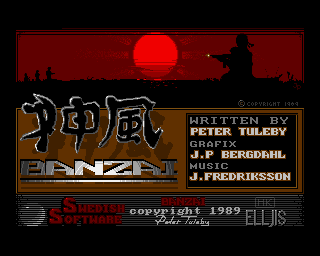 © COPYRIGHT 1989
神風
BANZAI
WRITTEN BY
PETER TULEBY
GRAFIX
J.P BERGDAHL
MUSIC
J.FREDRIKSSON
SWEDISH
SOFTWARE
BANZAI
copyright 1989
Peter Tuleby
HK
ELLJIS